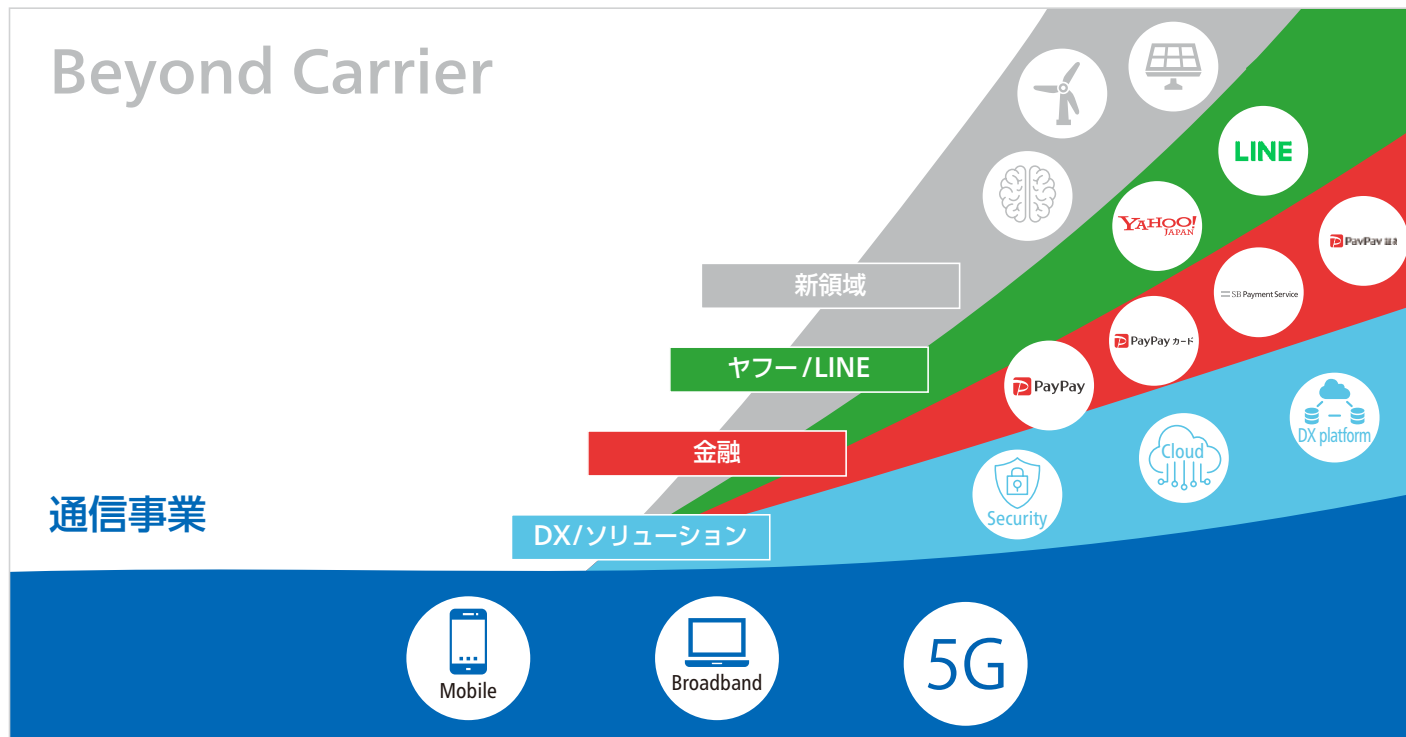 Beyond Carrier
LINE
YAHOO!
JAPAN
PayPay
新領域
SB Payment Service
PayPay カード
ヤフー/LINE
PayPay
金融
DX platform
Cloud
通信事業
Security
DX/ソリューション
Mobile
Broadband
5G